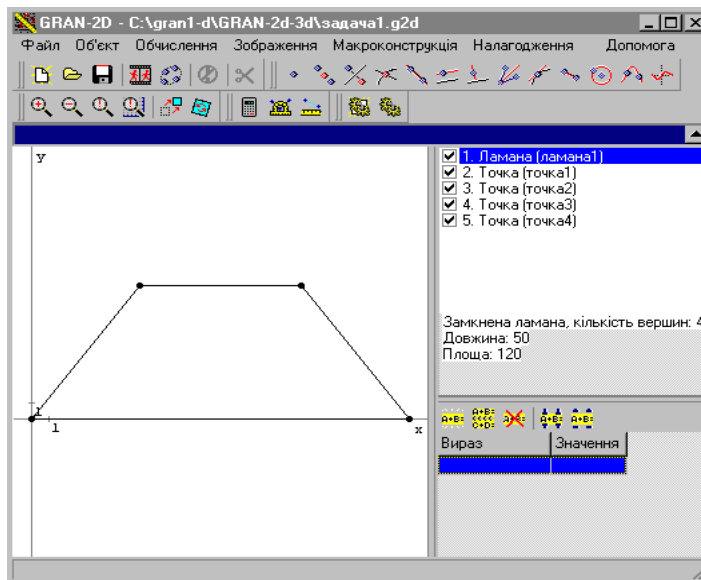 GRAN-2D - C:\gran1-d\GRAN-2d-3d\задача1.g2d
Файл Об'єкт Обчислення Зображення Макроконструкція Налагодження Допомога
y
1
1
x
1. Ламана (ламана1)
2. Точка (точка1)
3. Точка (точка2)
4. Точка (точка3)
5. Точка (точка4)
Замкнена ламана, кількість вершин: 4
Довжина: 50
Площа: 120
Вираз Значення